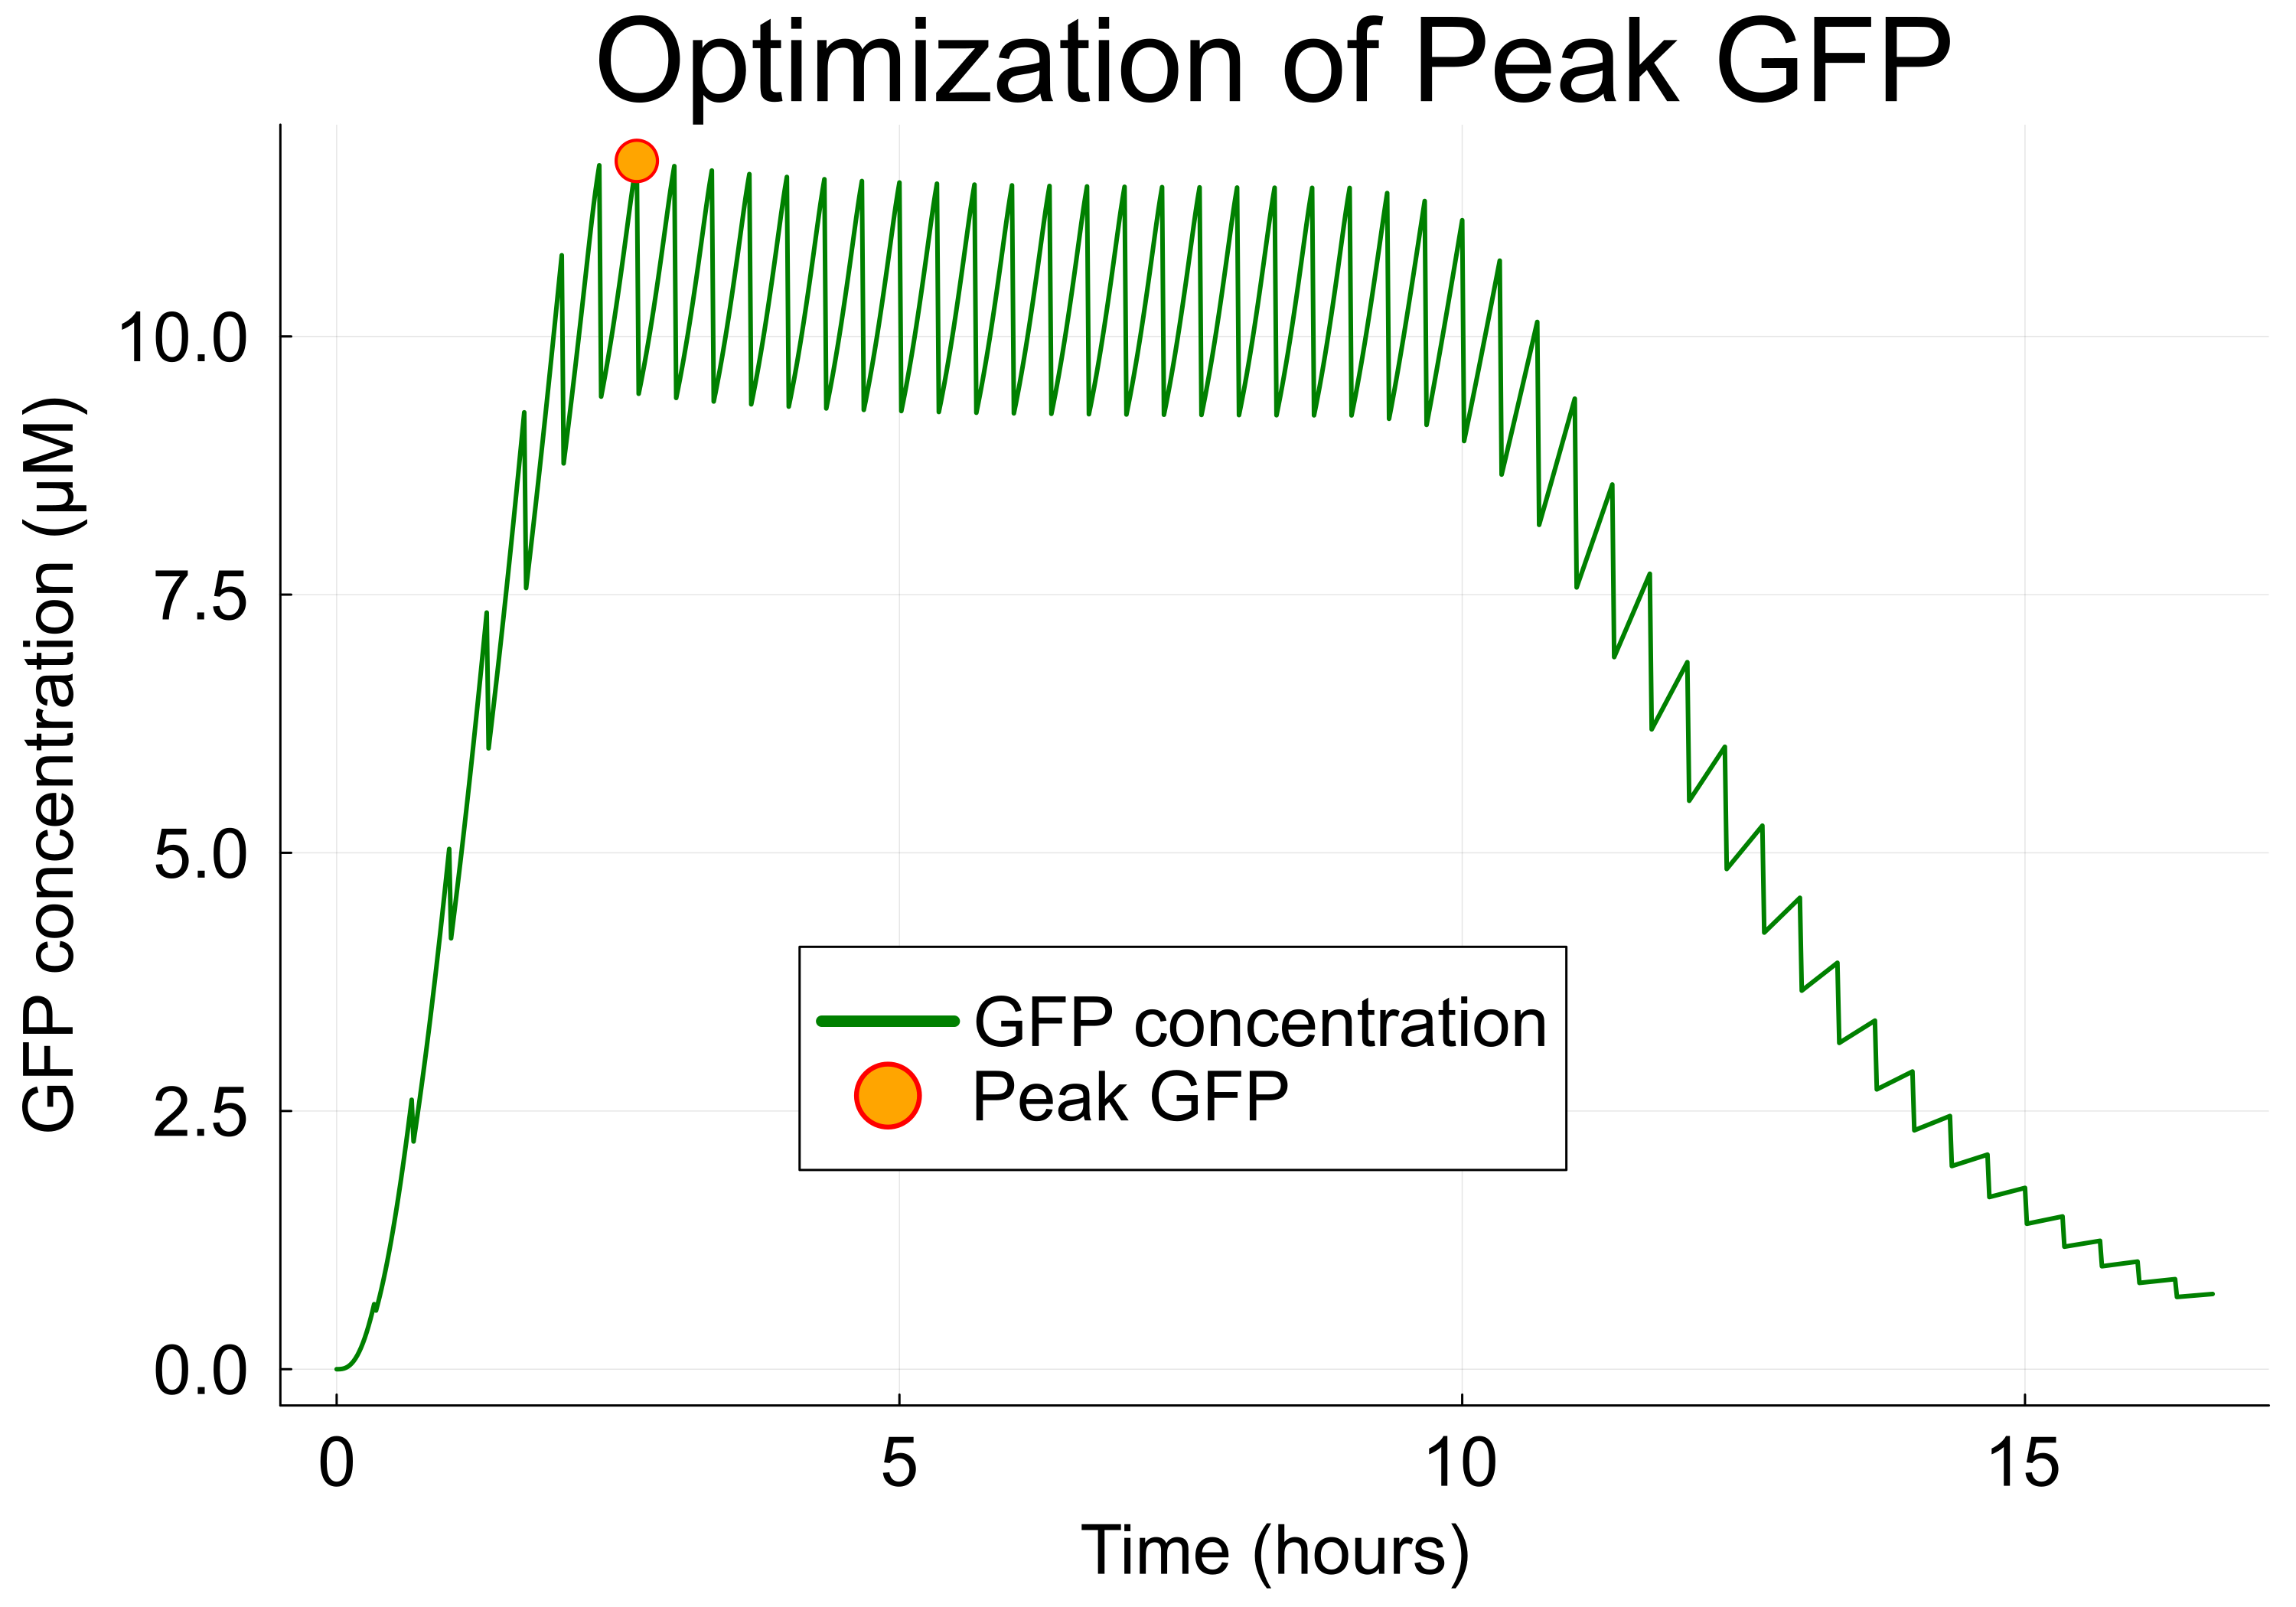 Optimization of Peak GFP
GFP concentration (μM)
10.0
7.5
5.0
2.5
0.0
GFP concentration
Peak GFP
0
5
10
15
Time (hours)